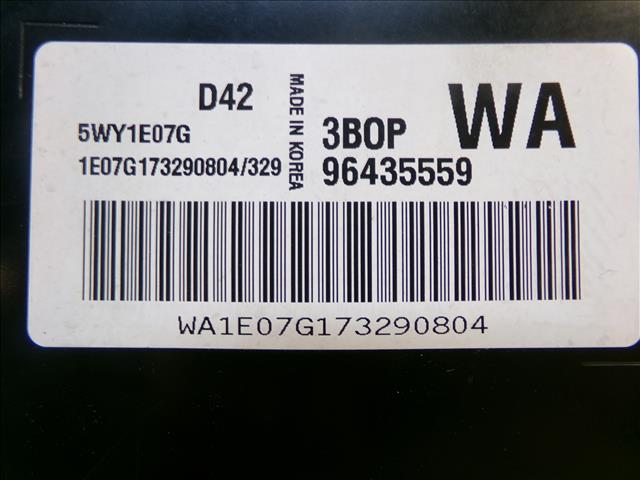 D42
5WY1E07G
1E07G173290804/329
MADE IN KOREA
3BOP
WA
96435559
WA1E07G173290804